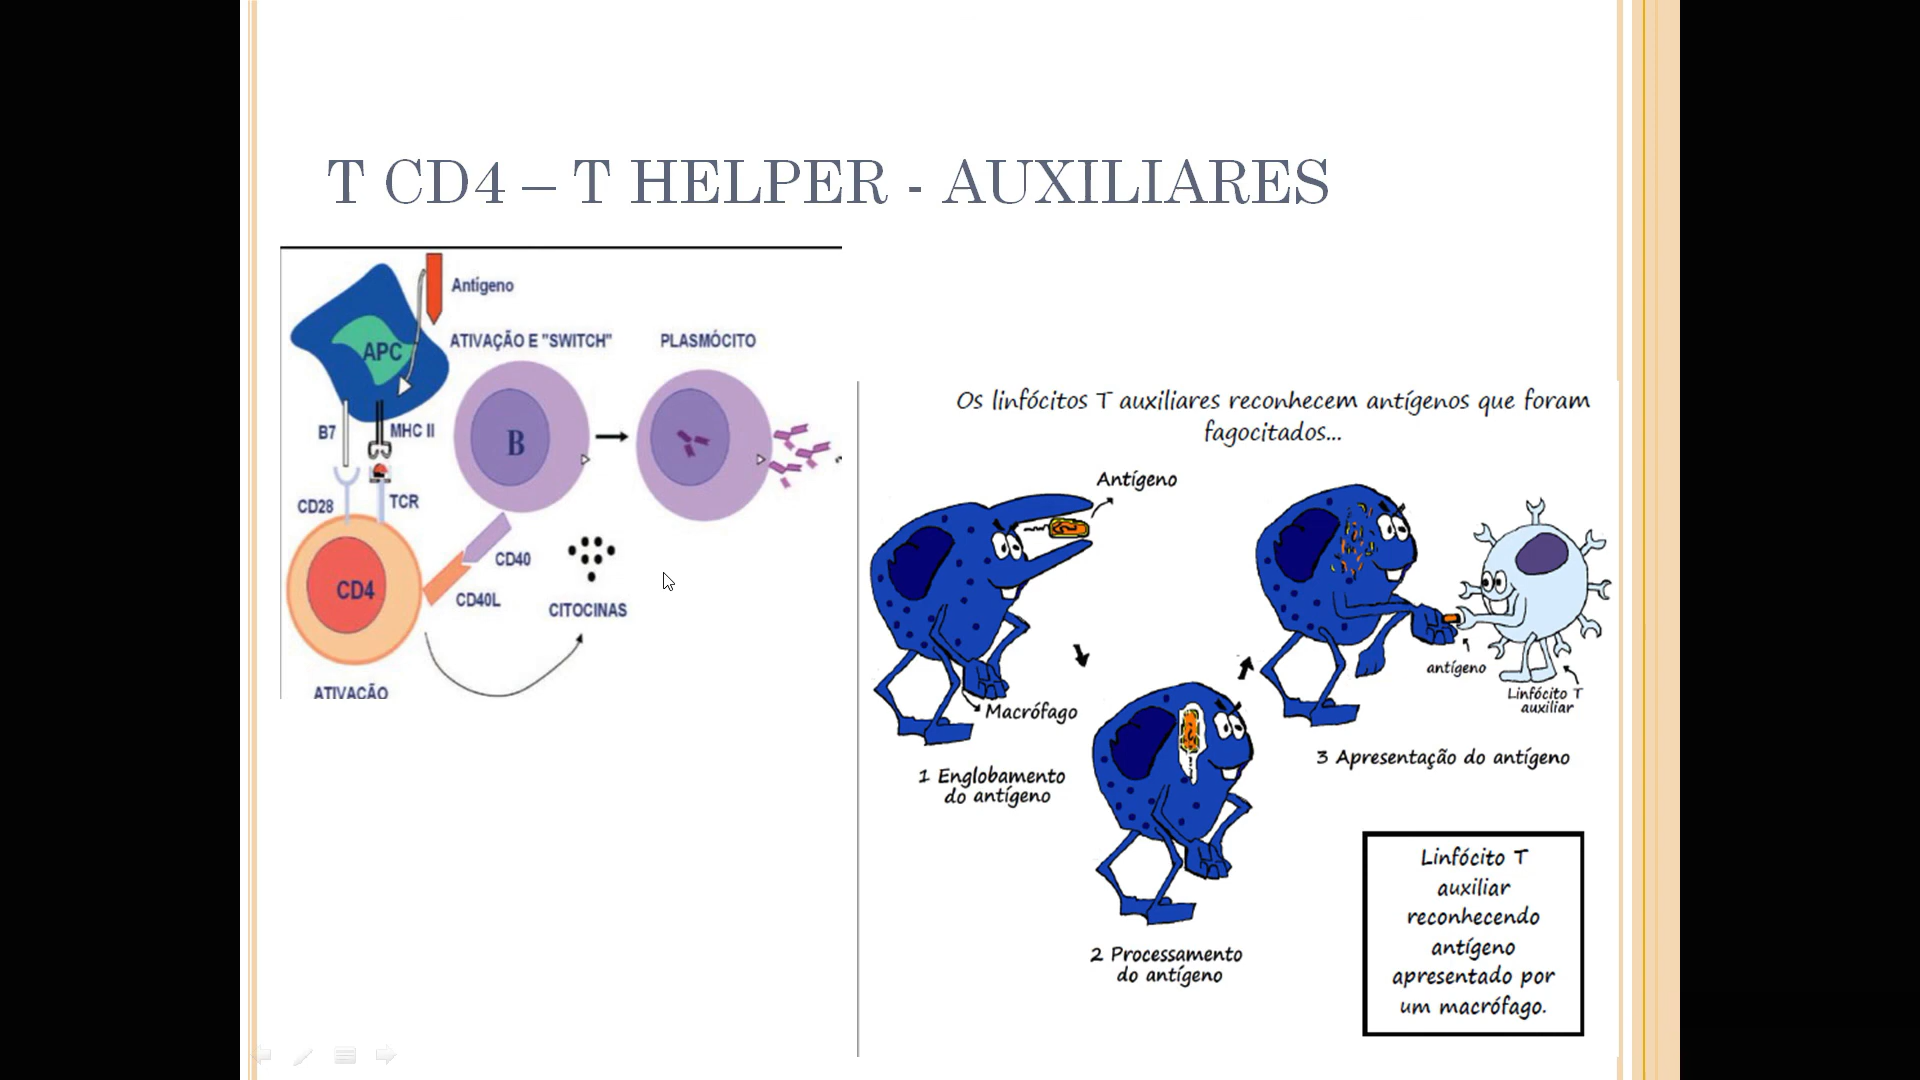 T CD4 – T HELPER - AUXILIARES
Antígeno
APC
ATIVAÇÃO E "SWITCH"
PLASMÓCITO
B7
MHC II
B
CD28
TCR
CD40
CD4
CD40L
CITOCINAS
ATIVAÇÃO
Os linfócitos T auxiliares reconhecem antígenos que foram
fagocitados...
Antígeno
Macrófago
1 Englobamento
do antígeno
2 Processamento
do antígeno
antígeno
Linfócito T
auxiliar
3 Apresentação do antígeno
Linfócito T
auxiliar
reconhecendo
antígeno
apresentado por
um macrófago.